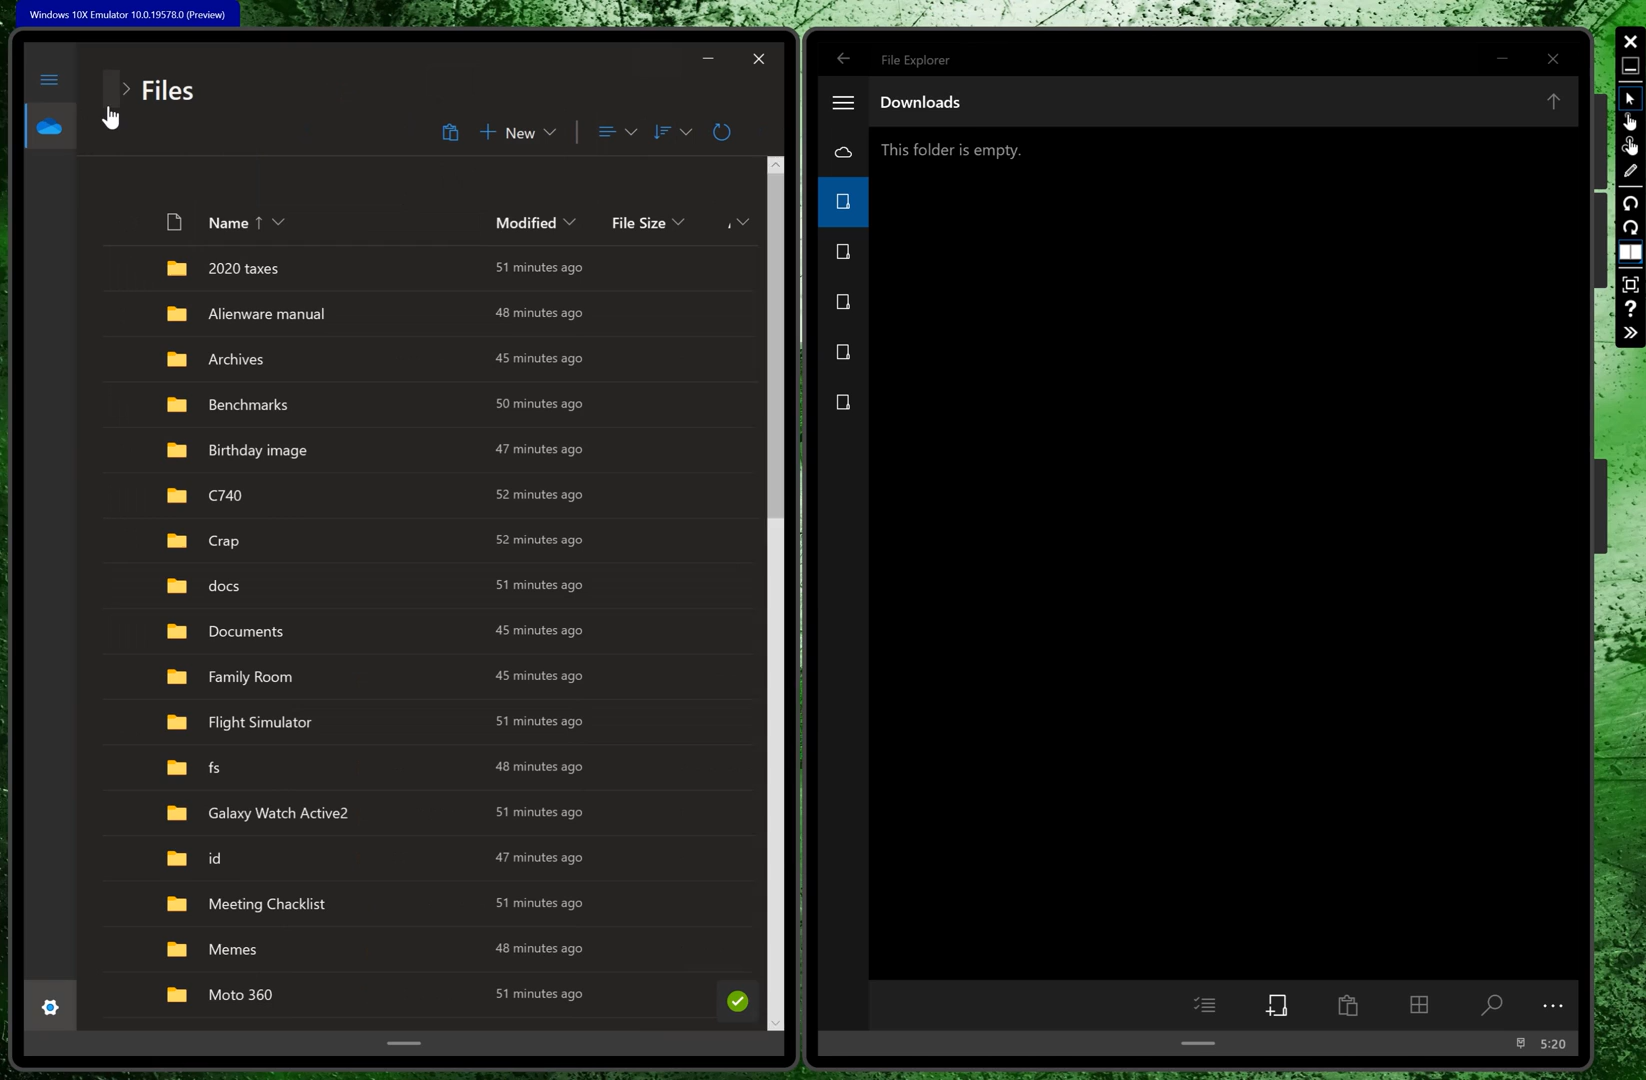 Windows 10X Emulator 10.0.19578.0 (Preview)
Files
New
Name
Modified
File Size
2020 taxes
51 minutes ago
Alienware manual
48 minutes ago
Archives
45 minutes ago
Benchmarks
50 minutes ago
Birthday image
47 minutes ago
C740
52 minutes ago
Crap
52 minutes ago
docs
51 minutes ago
Documents
45 minutes ago
Family Room
45 minutes ago
Flight Simulator
51 minutes ago
fs
48 minutes ago
Galaxy Watch Active2
51 minutes ago
id
47 minutes ago
Meeting Chacklist
51 minutes ago
Memes
48 minutes ago
Moto 360
51 minutes ago
File Explorer
Downloads
This folder is empty.
5:20